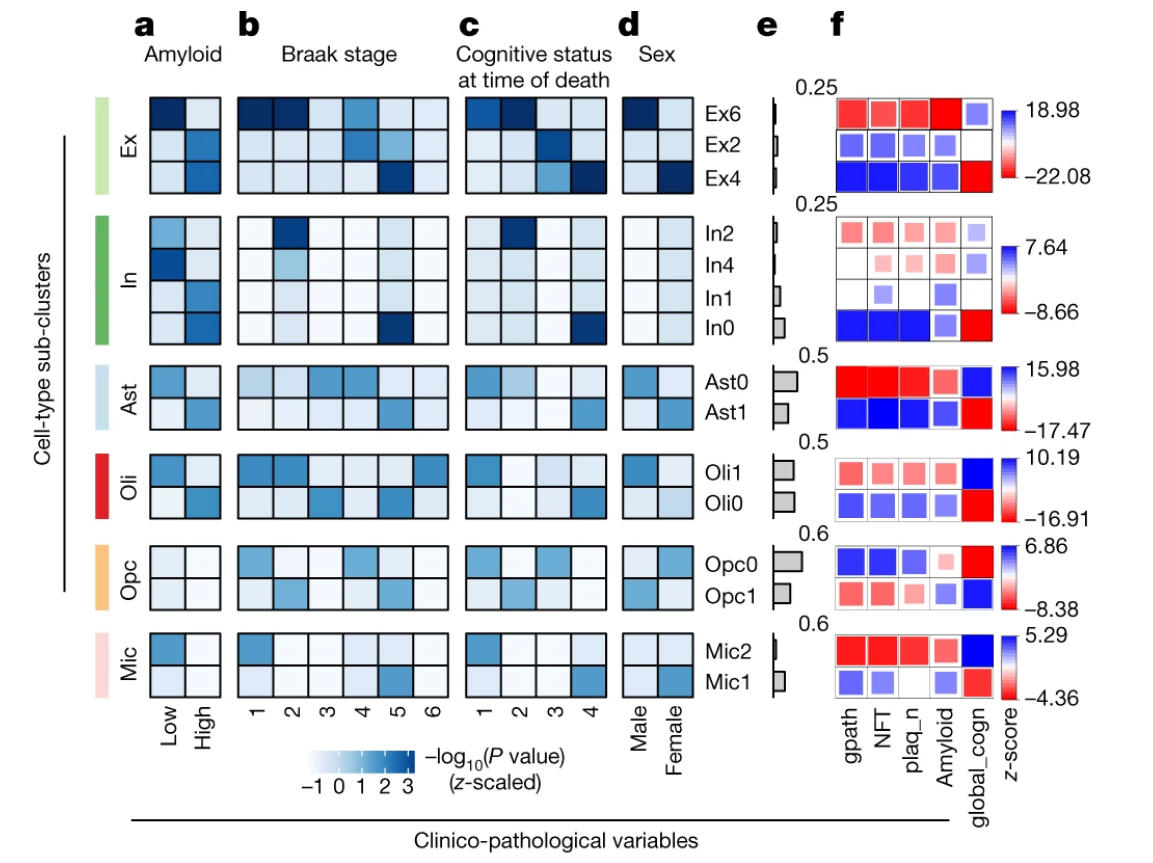 a b c d e f
Amyloid
Braak stage
Cognitive status
at time of death
Sex
Cell-type sub-clusters
Ex
Ex6
Ex2
Ex4
0.25
18.98
−22.08
In
In2
In4
In1
In0
0.25
7.64
−8.66
Ast
Ast0
Ast1
0.5
15.98
−17.47
Oli
Oli1
Oli0
0.5
10.19
−16.91
Opc
Opc0
Opc1
0.6
6.86
−8.38
Mic
Mic2
Mic1
0.6
5.29
−4.36
Low High
1 2 3 4 5 6
1 2 3 4
Male Female
gpath NFT plaq_n Amyloid global_cogn z-score
−log10(P value)
(z-scaled)
−1 0 1 2 3
Clinico-pathological variables